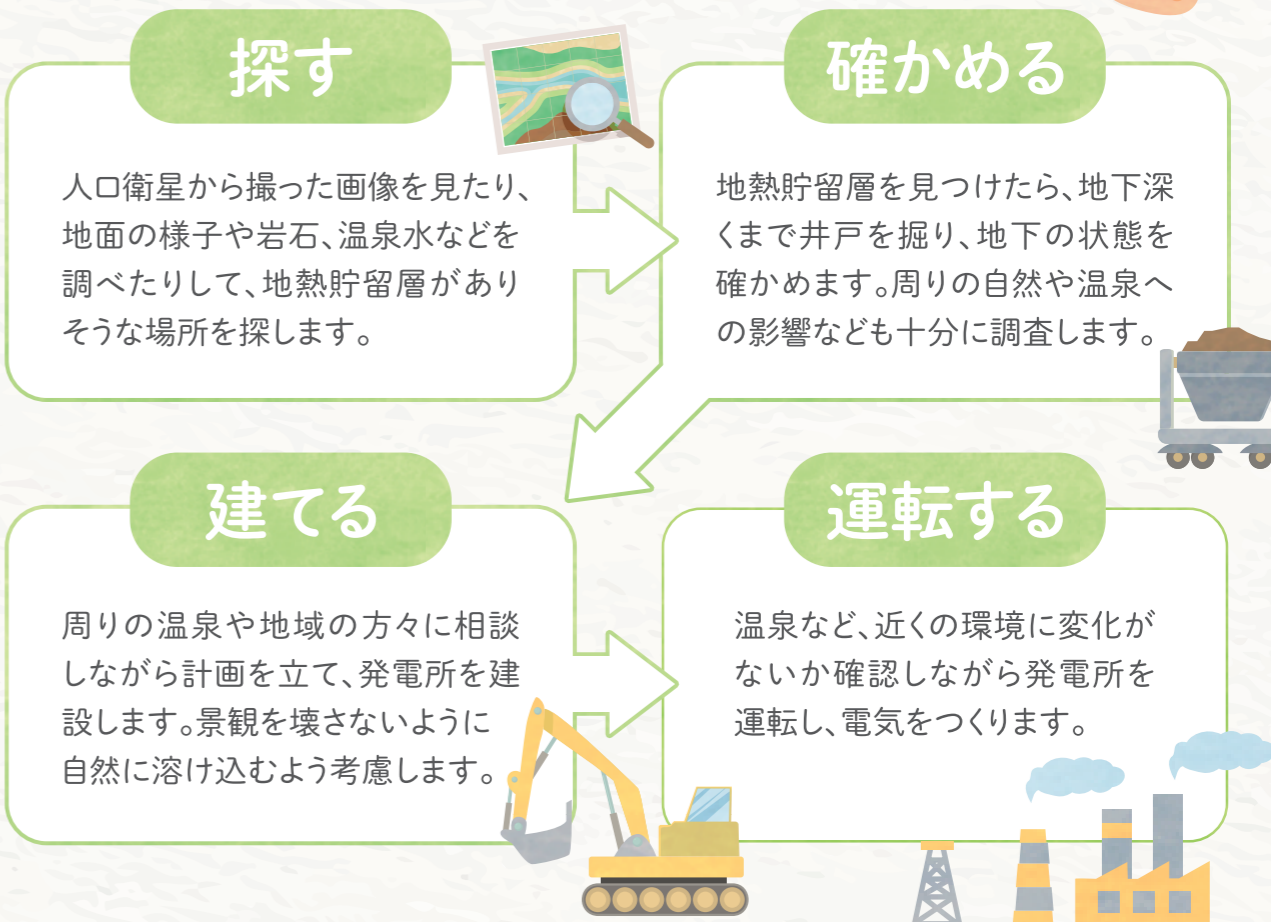 探す
人口衛星から撮った画像を見たり、
地面の様子や岩石、温泉水などを
調べたりして、地熱貯留層があり
そうな場所を探します。
確かめる
地熱貯留層を見つけたら、地下深
くまで井戸を掘り、地下の状態を
確かめます。周りの自然や温泉へ
の影響なども十分に調査します。
建てる
周りの温泉や地域の方々に相談
しながら計画を立て、発電所を建
設します。景観を壊さないように
自然に溶け込むよう考慮します。
運転する
温泉など、近くの環境に変化が
ないか確認しながら発電所を
運転し、電気をつくります。